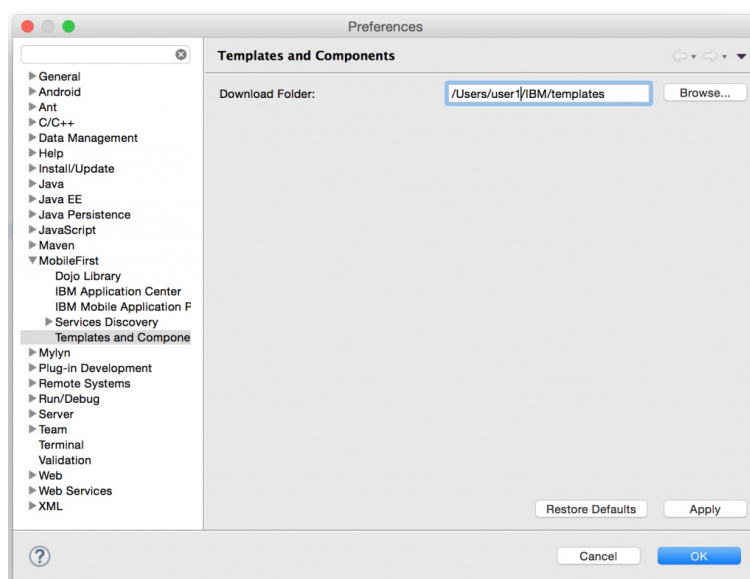 Preferences
Templates and Components
General
Android
Ant
C/C++
Data Management
Help
Install/Update
Java
Java EE
Java Persistence
JavaScript
Maven
MobileFirst
Dojo Library
IBM Application Center
IBM Mobile Application P
Services Discovery
Templates and Compone
Mylyn
Plug-in Development
Remote Systems
Run/Debug
Server
Team
Terminal
Validation
Web
Web Services
XML
Download Folder: /Users/user1/IBM/templates Browse...
Restore Defaults Apply
? Cancel OK